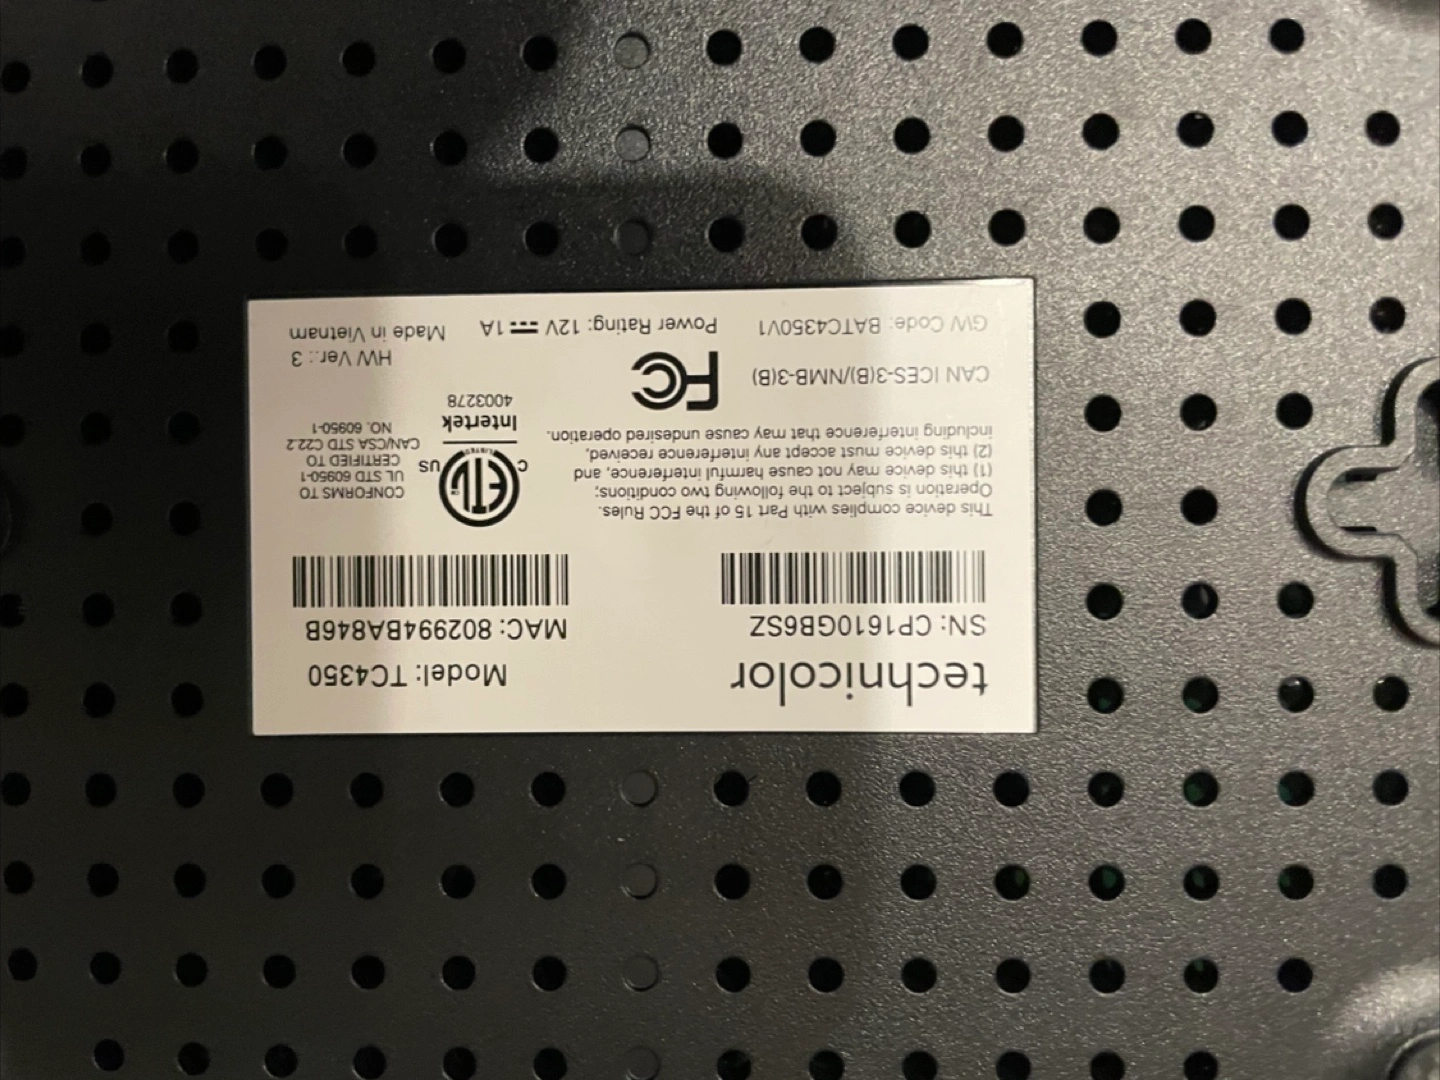 technicolor
Model: TC4350
SN: CP1610GB6SZ
MAC: 802994BA846B
This device complies with Part 15 of the FCC Rules.
Operation is subject to the following two conditions;
(1) this device may not cause harmful interference, and
(2) this device must accept any interference received,
including interference that may cause undesired operation.
C ETL US
CM
LISTED
Intertek
4003278
CONFORMS TO
UL STD 60950-1
CERTIFIED TO
CAN/CSA STD C22.2
NO. 60950-1
CAN ICES-3(B)/NMB-3(B)
FC
HW Ver.: 3
GW Code: BATC4350V1
Power Rating: 12V ⎓ 1A
Made in Vietnam